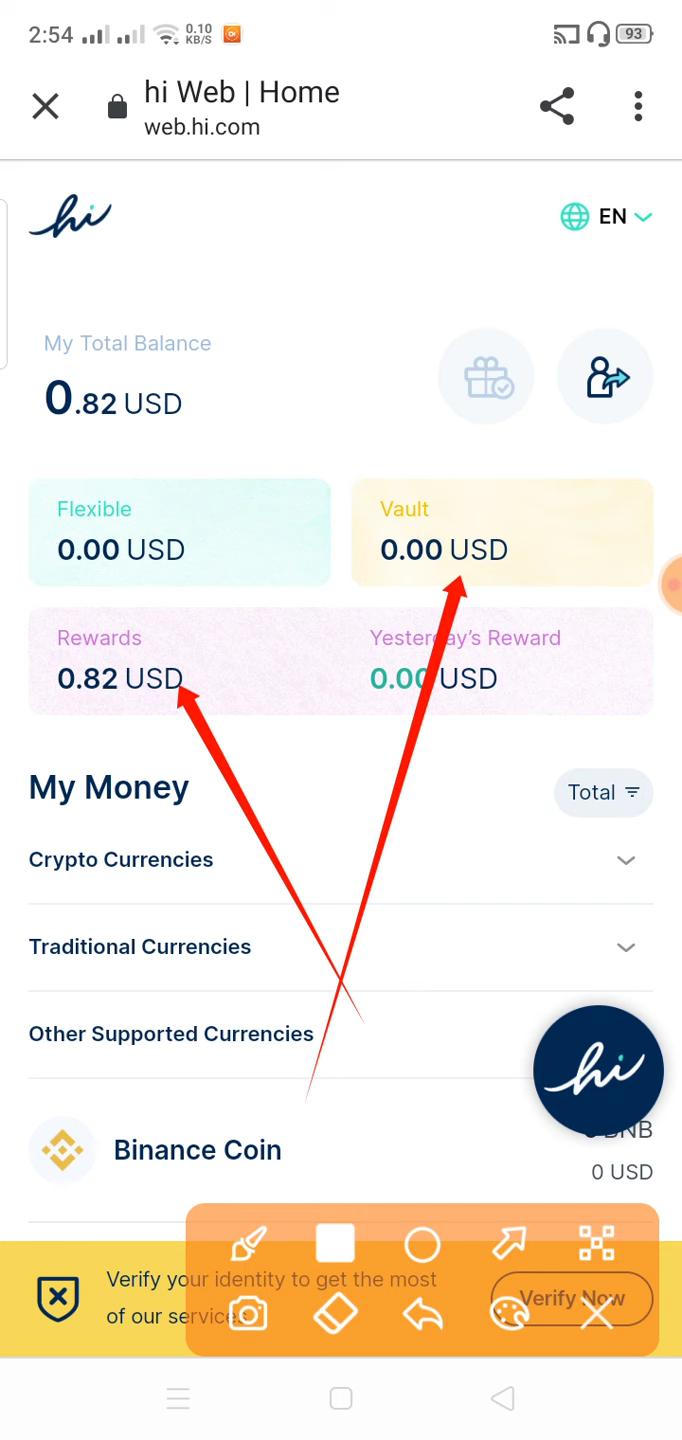 2:54
0.10
KB/S
93
hi Web | Home
web.hi.com
hi
EN
My Total Balance
0.82 USD
Flexible
0.00 USD
Vault
0.00 USD
Rewards
0.82 USD
Yesterday's Reward
0.00 USD
My Money
Total
Crypto Currencies
Traditional Currencies
Other Supported Currencies
hi
Binance Coin
0 BNB
0 USD
Verify your identity to get the most
of our services
Verify Now